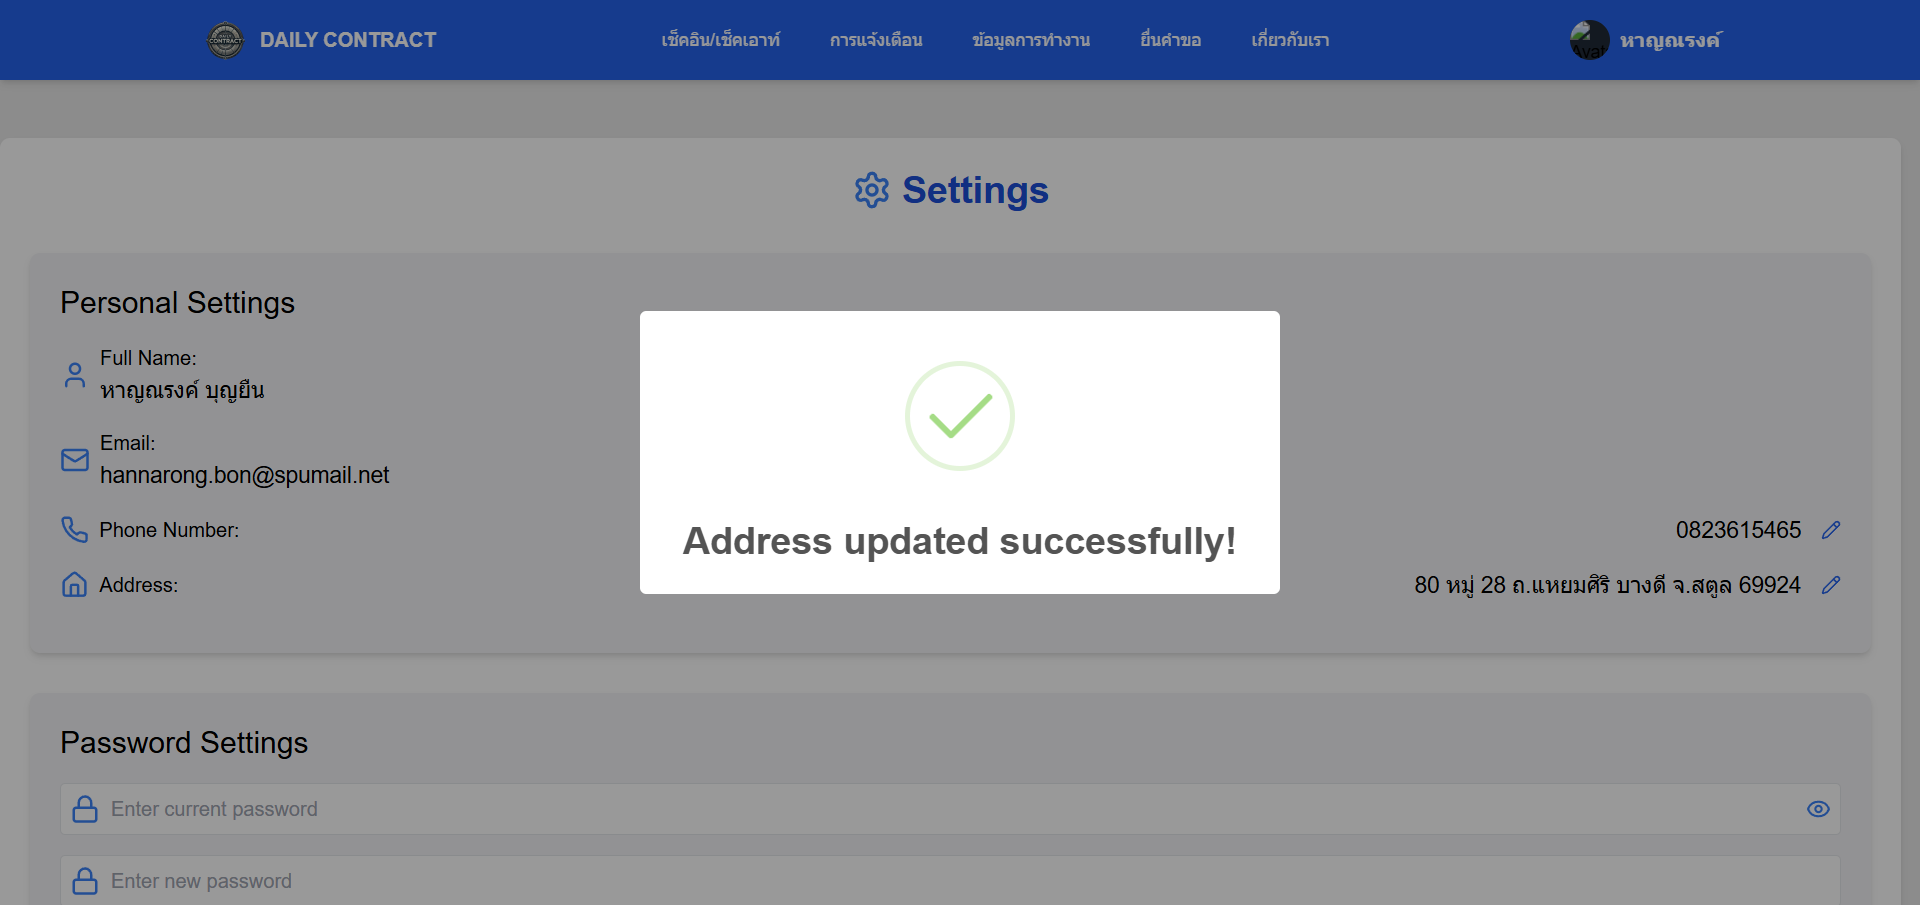 DAILY CONTRACT
เช็คอิน/เช็คเอาท์
การแจ้งเตือน
ข้อมูลการทำงาน
ยื่นคำขอ
เกี่ยวกับเรา
หาญณรงค์
Settings
Personal Settings
Full Name:
หาญณรงค์ บุญยืน
Email:
hannarong.bon@spumail.net
Phone Number:
0823615465
Address:
80 หมู่ 28 ถ.แหยมศิริ บางดี จ.สตูล 69924
Address updated successfully!
Password Settings
Enter current password
Enter new password